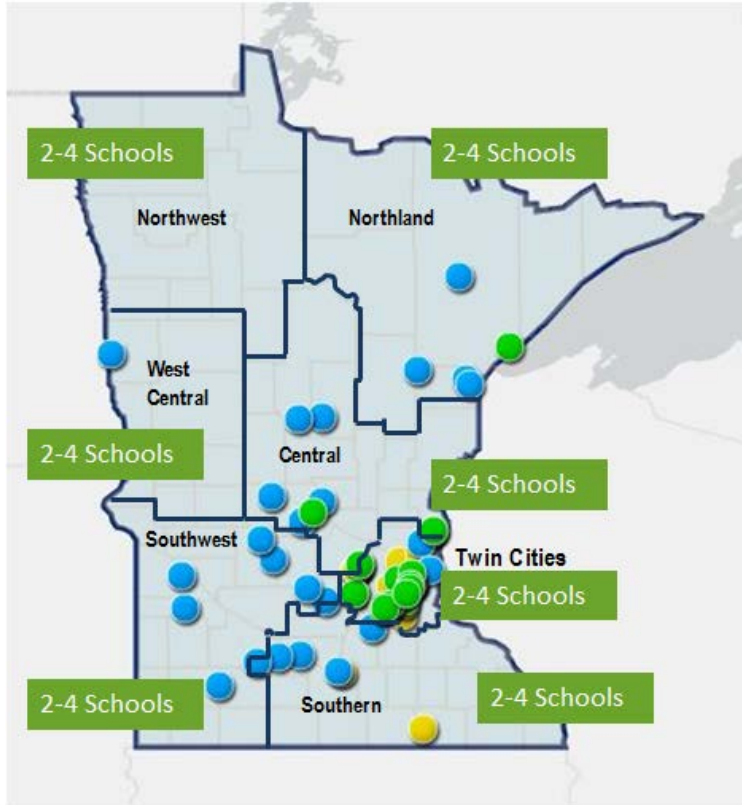 2-4 Schools
2-4 Schools
Northwest
Northland
West
Central
2-4 Schools
Central
2-4 Schools
Southwest
Twin Cities
2-4 Schools
2-4 Schools
Southern
2-4 Schools